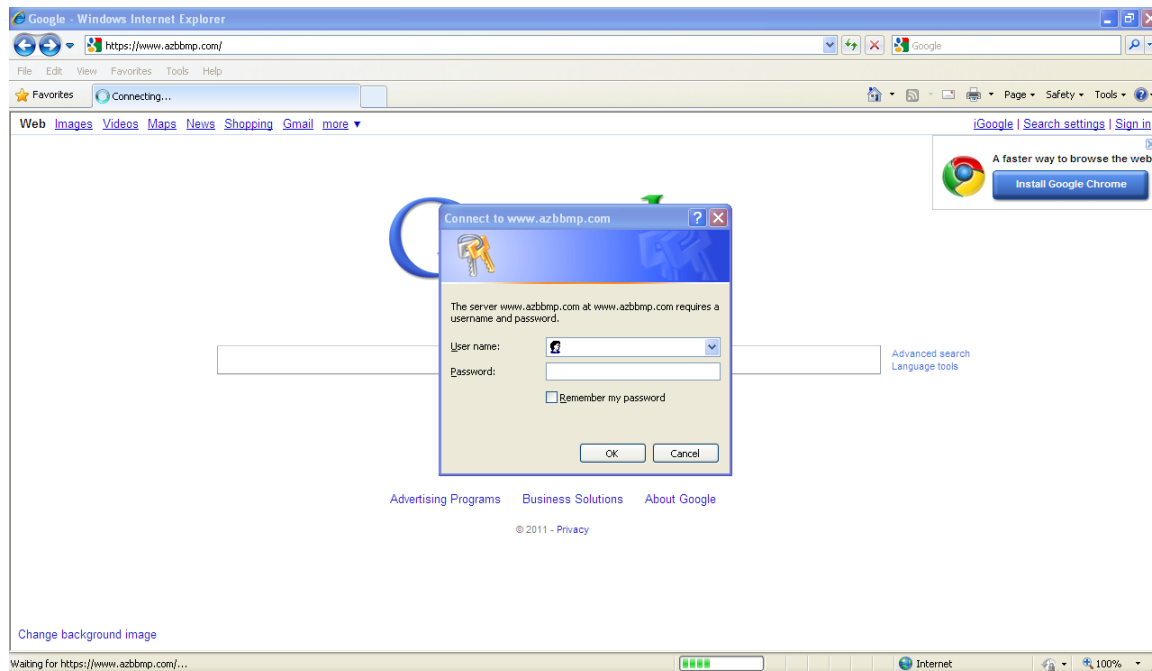 Google - Windows Internet Explorer
https://www.azbbmp.com/
Google
File Edit View Favorites Tools Help
Favorites Connecting... Page Safety Tools
Web Images Videos Maps News Shopping Gmail more ▼ iGoogle | Search settings | Sign in
A faster way to browse the web
Install Google Chrome
Connect to www.azbbmp.com
The server www.azbbmp.com at www.azbbmp.com requires a
username and password.
User name:
Password:
Remember my password
OK Cancel
Advanced search
Language tools
Advertising Programs Business Solutions About Google
© 2011 - Privacy
Change background image
Waiting for https://www.azbbmp.com/... Internet 100%